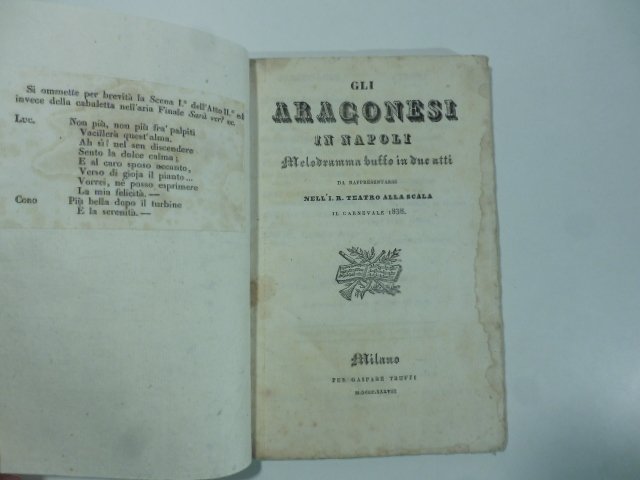 Si ommette per brevità la Scena I.ª dell'Atto II.º ed
invece della cabaletta nell'aria Finale Sarà ver! ec.
Luc. Non più, non più fra' palpiti
Vacillerà quest'alma.
Ah sì! nel sen discendere
Sento la dolce calma;
E al caro sposo accanto,
Verso di gioja il pianto...
Vorrei, nè posso esprimere
La mia felicità. —
Coro Più bella dopo il turbine
È la serenità. —
GLI
ARAGONESI
IN NAPOLI
Melodramma buffo in due atti
DA RAPPRESENTARSI
NELL'I. R. TEATRO ALLA SCALA
IL CARNEVALE 1838.
Milano
PER GASPARE TRUFFI
M.DCCC.XXXVIII